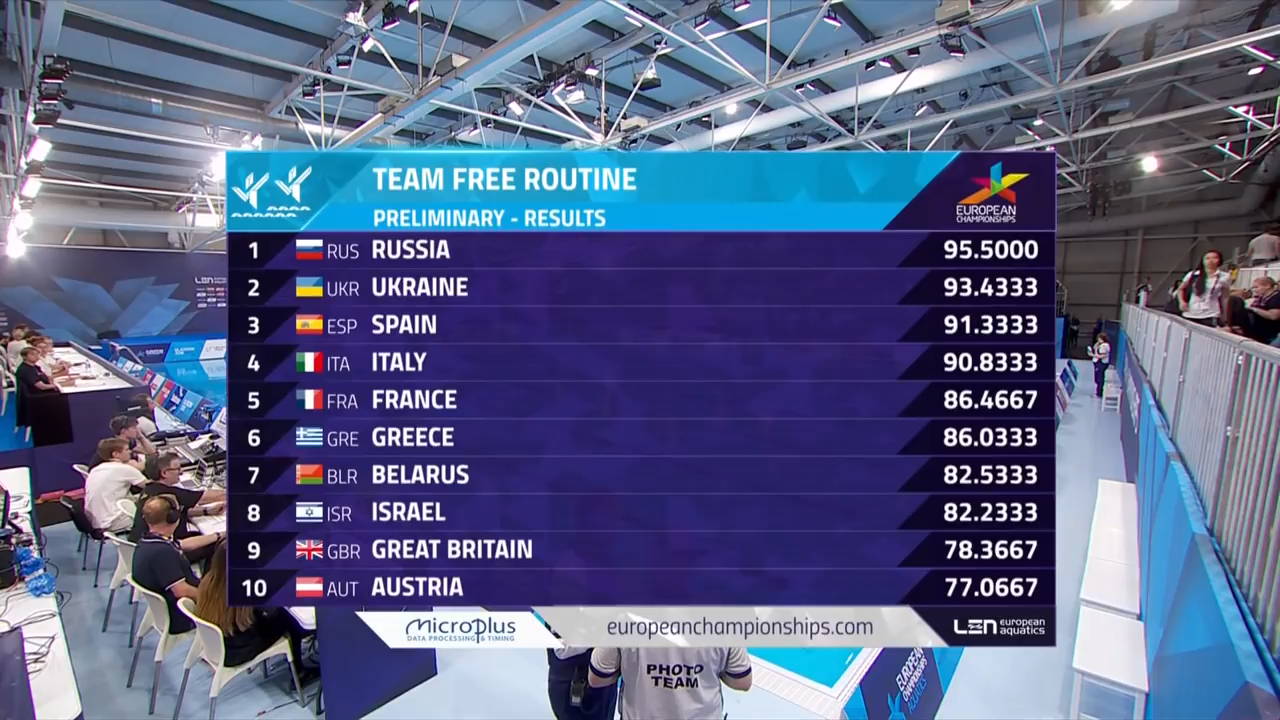 TEAM FREE ROUTINE
PRELIMINARY - RESULTS
EUROPEAN
CHAMPIONSHIPS
1 RUS RUSSIA 95.5000
2 UKR UKRAINE 93.4333
3 ESP SPAIN 91.3333
4 ITA ITALY 90.8333
5 FRA FRANCE 86.4667
6 GRE GREECE 86.0333
7 BLR BELARUS 82.5333
8 ISR ISRAEL 82.2333
9 GBR GREAT BRITAIN 78.3667
10 AUT AUSTRIA 77.0667
MicroPlus
DATA PROCESSING & TIMING
europeanchampionships.com
LEN european
aquatics
PHOTO
TEAM
EUROPEAN
CHAMPIONSHIPS
LEN